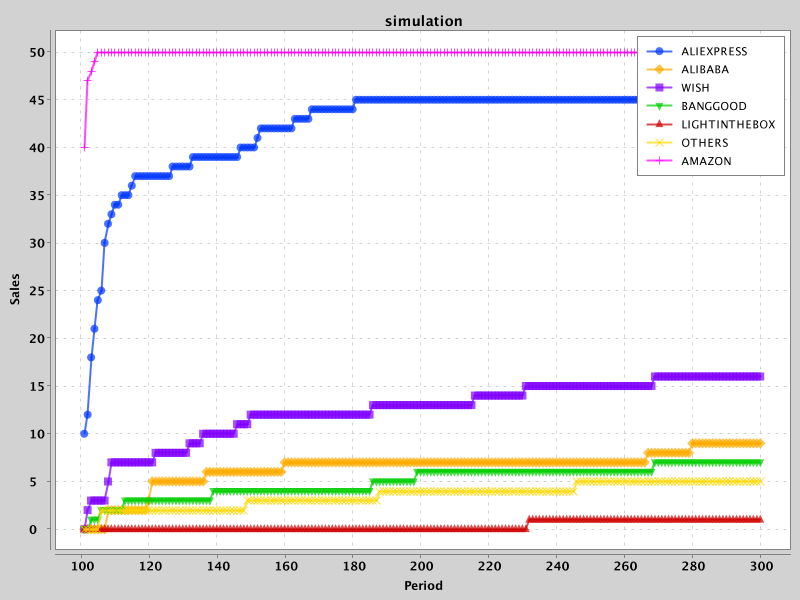 simulation
50
45
40
35
30
25
20
15
10
5
0
Sales
ALIEXPRESS
ALIBABA
WISH
BANGGOOD
LIGHTINTHEBOX
OTHERS
AMAZON
100 120 140 160 180 200 220 240 260 280 300
Period